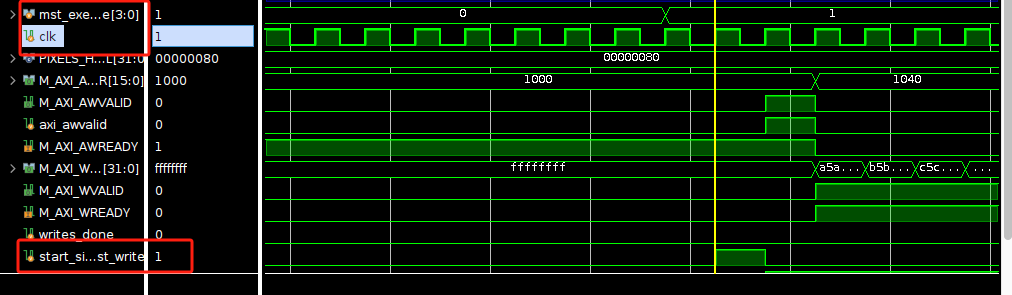 mst_exe...e[3:0] 1 0 1
clk 1
PIXELS_H...L[31:0] 00000080 00000080
M_AXI_A...R[15:0] 1000 1000 1040
M_AXI_AWVALID 0
axi_awvalid 0
M_AXI_AWREADY 1
M_AXI_W...[31:0] ffffffff ffffffff a5a... b5b... c5c... ...
M_AXI_WVALID 0
M_AXI_WREADY 0
writes_done 0
start_si...st_write 1